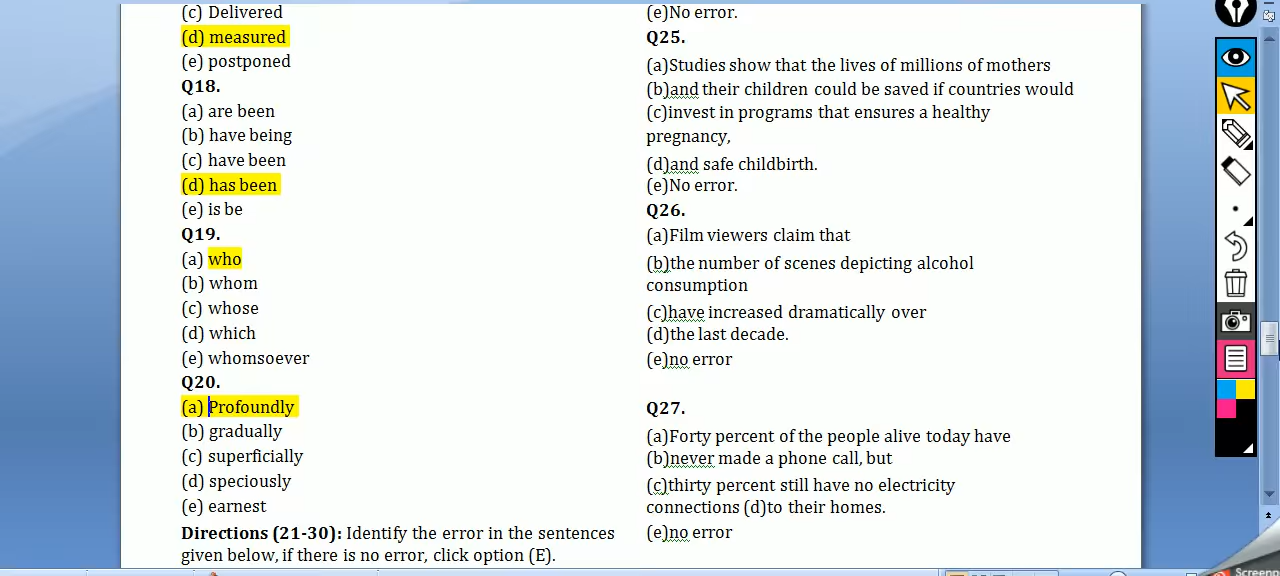 (c) Delivered
(d) measured
(e) postponed
Q18.
(a) are been
(b) have being
(c) have been
(d) has been
(e) is be
Q19.
(a) who
(b) whom
(c) whose
(d) which
(e) whomsoever
Q20.
(a) Profoundly
(b) gradually
(c) superficially
(d) speciously
(e) earnest
Directions (21-30): Identify the error in the sentences
given below, if there is no error, click option (E).
(e)No error.
Q25.
(a)Studies show that the lives of millions of mothers
(b)and their children could be saved if countries would
(c)invest in programs that ensures a healthy
pregnancy,
(d)and safe childbirth.
(e)No error.
Q26.
(a)Film viewers claim that
(b)the number of scenes depicting alcohol
consumption
(c)have increased dramatically over
(d)the last decade.
(e)no error
Q27.
(a)Forty percent of the people alive today have
(b)never made a phone call, but
(c)thirty percent still have no electricity
connections (d)to their homes.
(e)no error